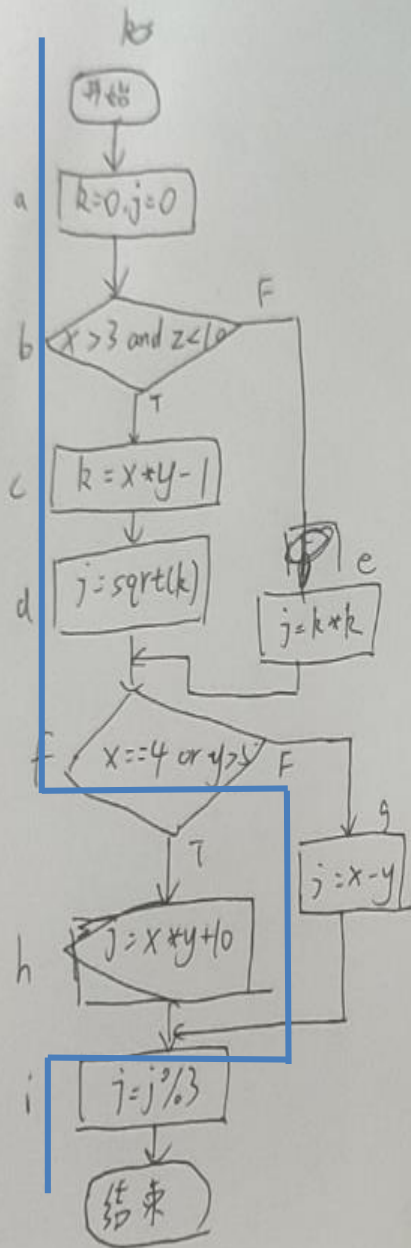 开始
a k=0,j=0
F
b x>3 and z<10
T
c k=x*y-1
d j=sqrt(k)
e
j=k*k
f x==4 or y>5 F
g
T
j=x-y
h j=x*y+10
i j=j%3
结束